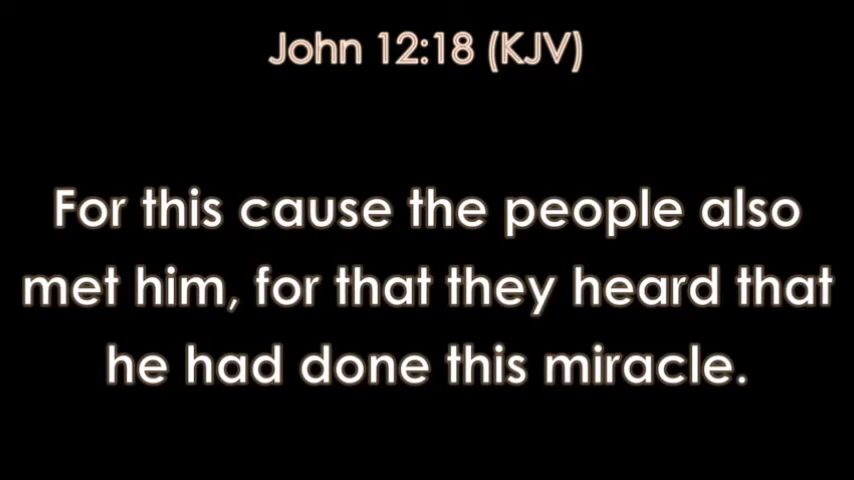 John 12:18 (KJV)
For this cause the people also
met him, for that they heard that
he had done this miracle.